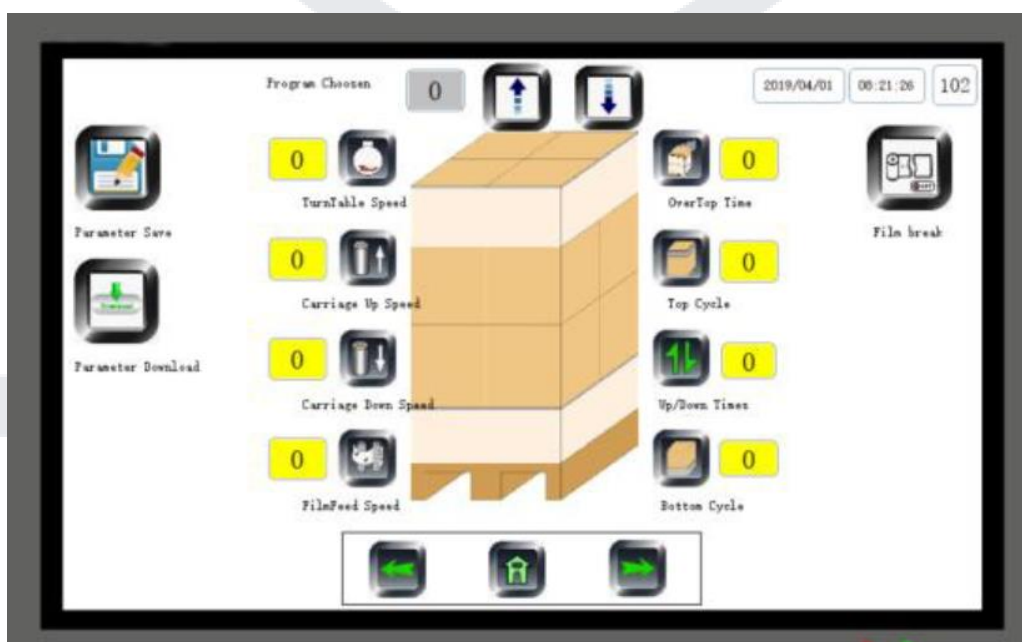 Program Choozen
0
2019/04/01
08:21:26
102
0
0
TurnTable Speed
OverTop Time
Parameter Save
Film break
0
0
Carriage Up Speed
Top Cycle
0
0
Parameter Download
Carriage Down Speed
Up/Down Times
0
0
FilmFeed Speed
Bottom Cycle